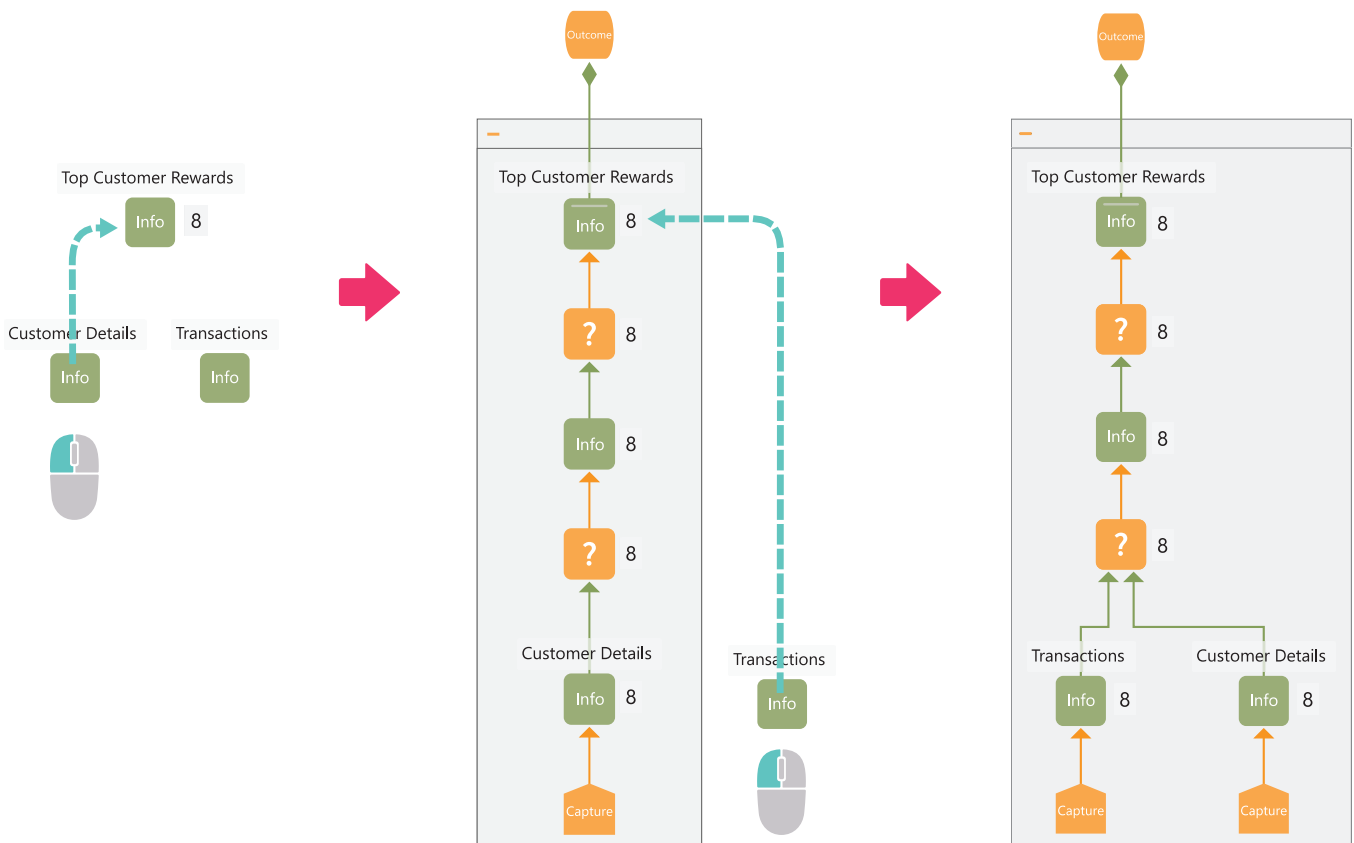 Top Customer Rewards
Info 8
Customer Details Transactions
Info Info
Outcome
Top Customer Rewards
Info 8
? 8
Info 8
? 8
Customer Details
Info 8
Capture
Transactions
Info
Outcome
Top Customer Rewards
Info 8
? 8
Info 8
? 8
Transactions Customer Details
Info 8 Info 8
Capture Capture